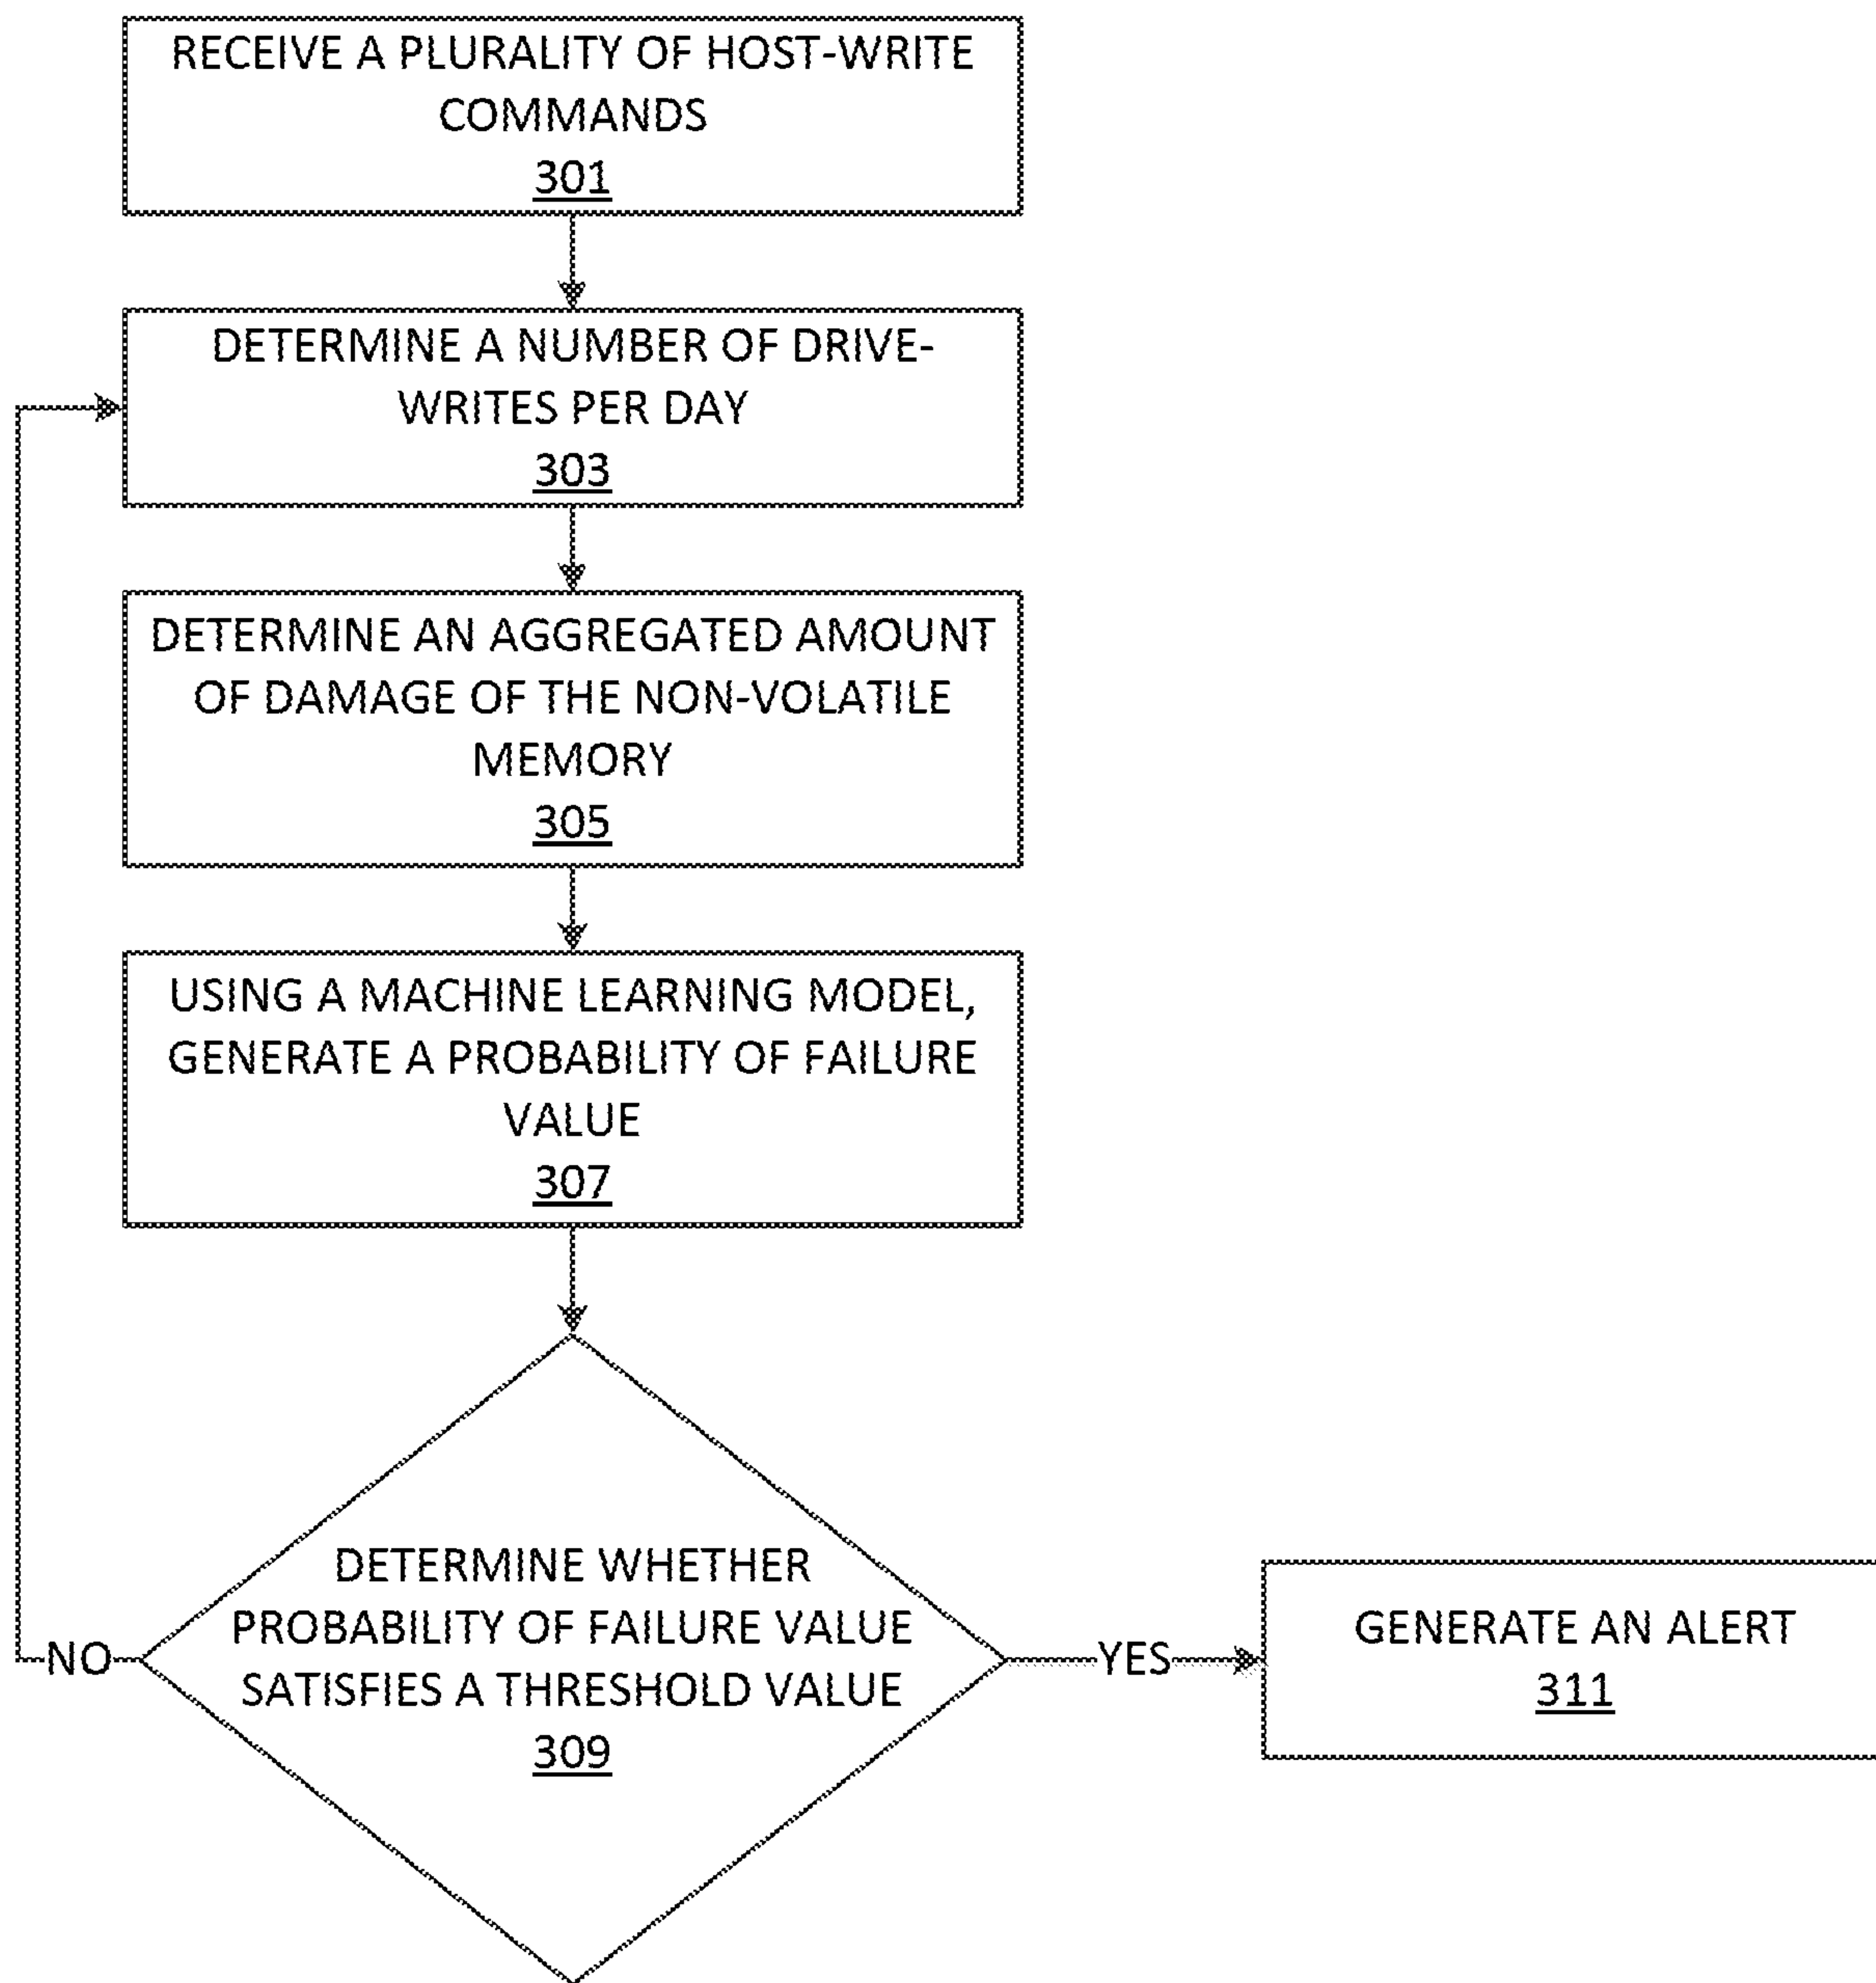 RECEIVE A PLURALITY OF HOST-WRITE
COMMANDS
301
DETERMINE A NUMBER OF DRIVE-
WRITES PER DAY
303
DETERMINE AN AGGREGATED AMOUNT
OF DAMAGE OF THE NON-VOLATILE
MEMORY
305
USING A MACHINE LEARNING MODEL,
GENERATE A PROBABILITY OF FAILURE
VALUE
307
DETERMINE WHETHER
PROBABILITY OF FAILURE VALUE
SATISFIES A THRESHOLD VALUE
309
NO
YES
GENERATE AN ALERT
311